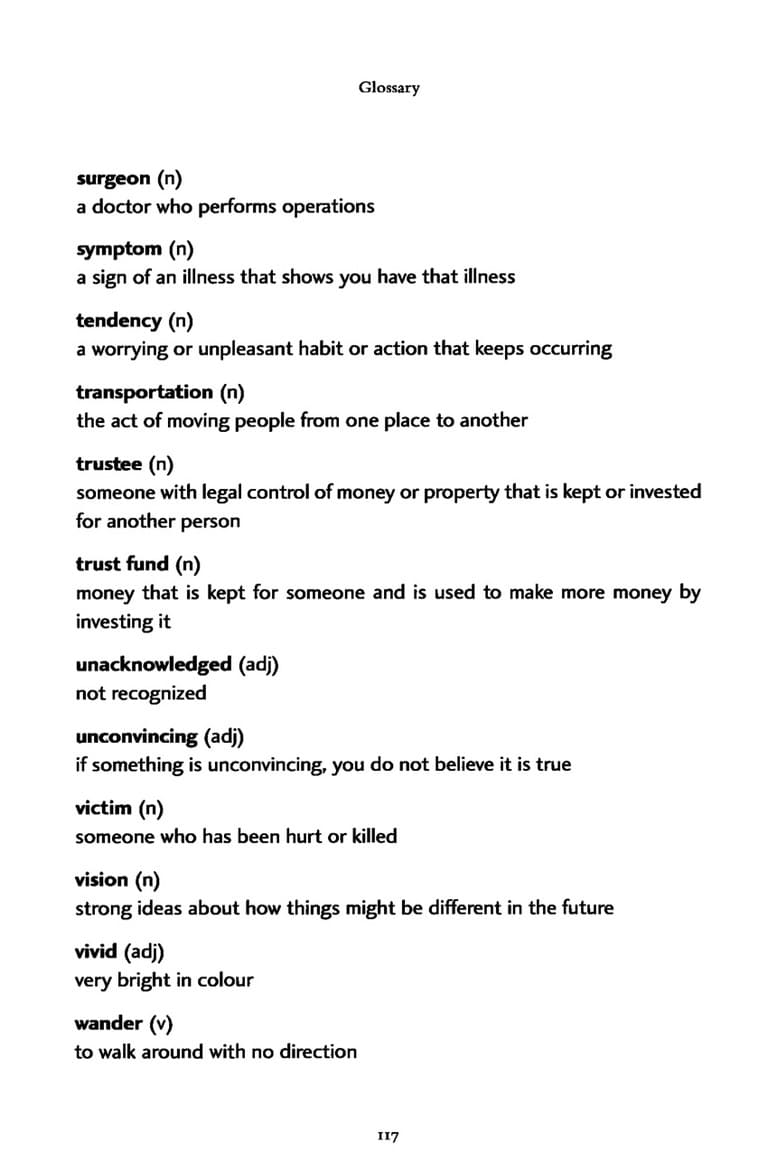 Glossary
surgeon (n)
a doctor who performs operations
symptom (n)
a sign of an illness that shows you have that illness
tendency (n)
a worrying or unpleasant habit or action that keeps occurring
transportation (n)
the act of moving people from one place to another
trustee (n)
someone with legal control of money or property that is kept or invested
for another person
trust fund (n)
money that is kept for someone and is used to make more money by
investing it
unacknowledged (adj)
not recognized
unconvincing (adj)
if something is unconvincing, you do not believe it is true
victim (n)
someone who has been hurt or killed
vision (n)
strong ideas about how things might be different in the future
vivid (adj)
very bright in colour
wander (v)
to walk around with no direction
117